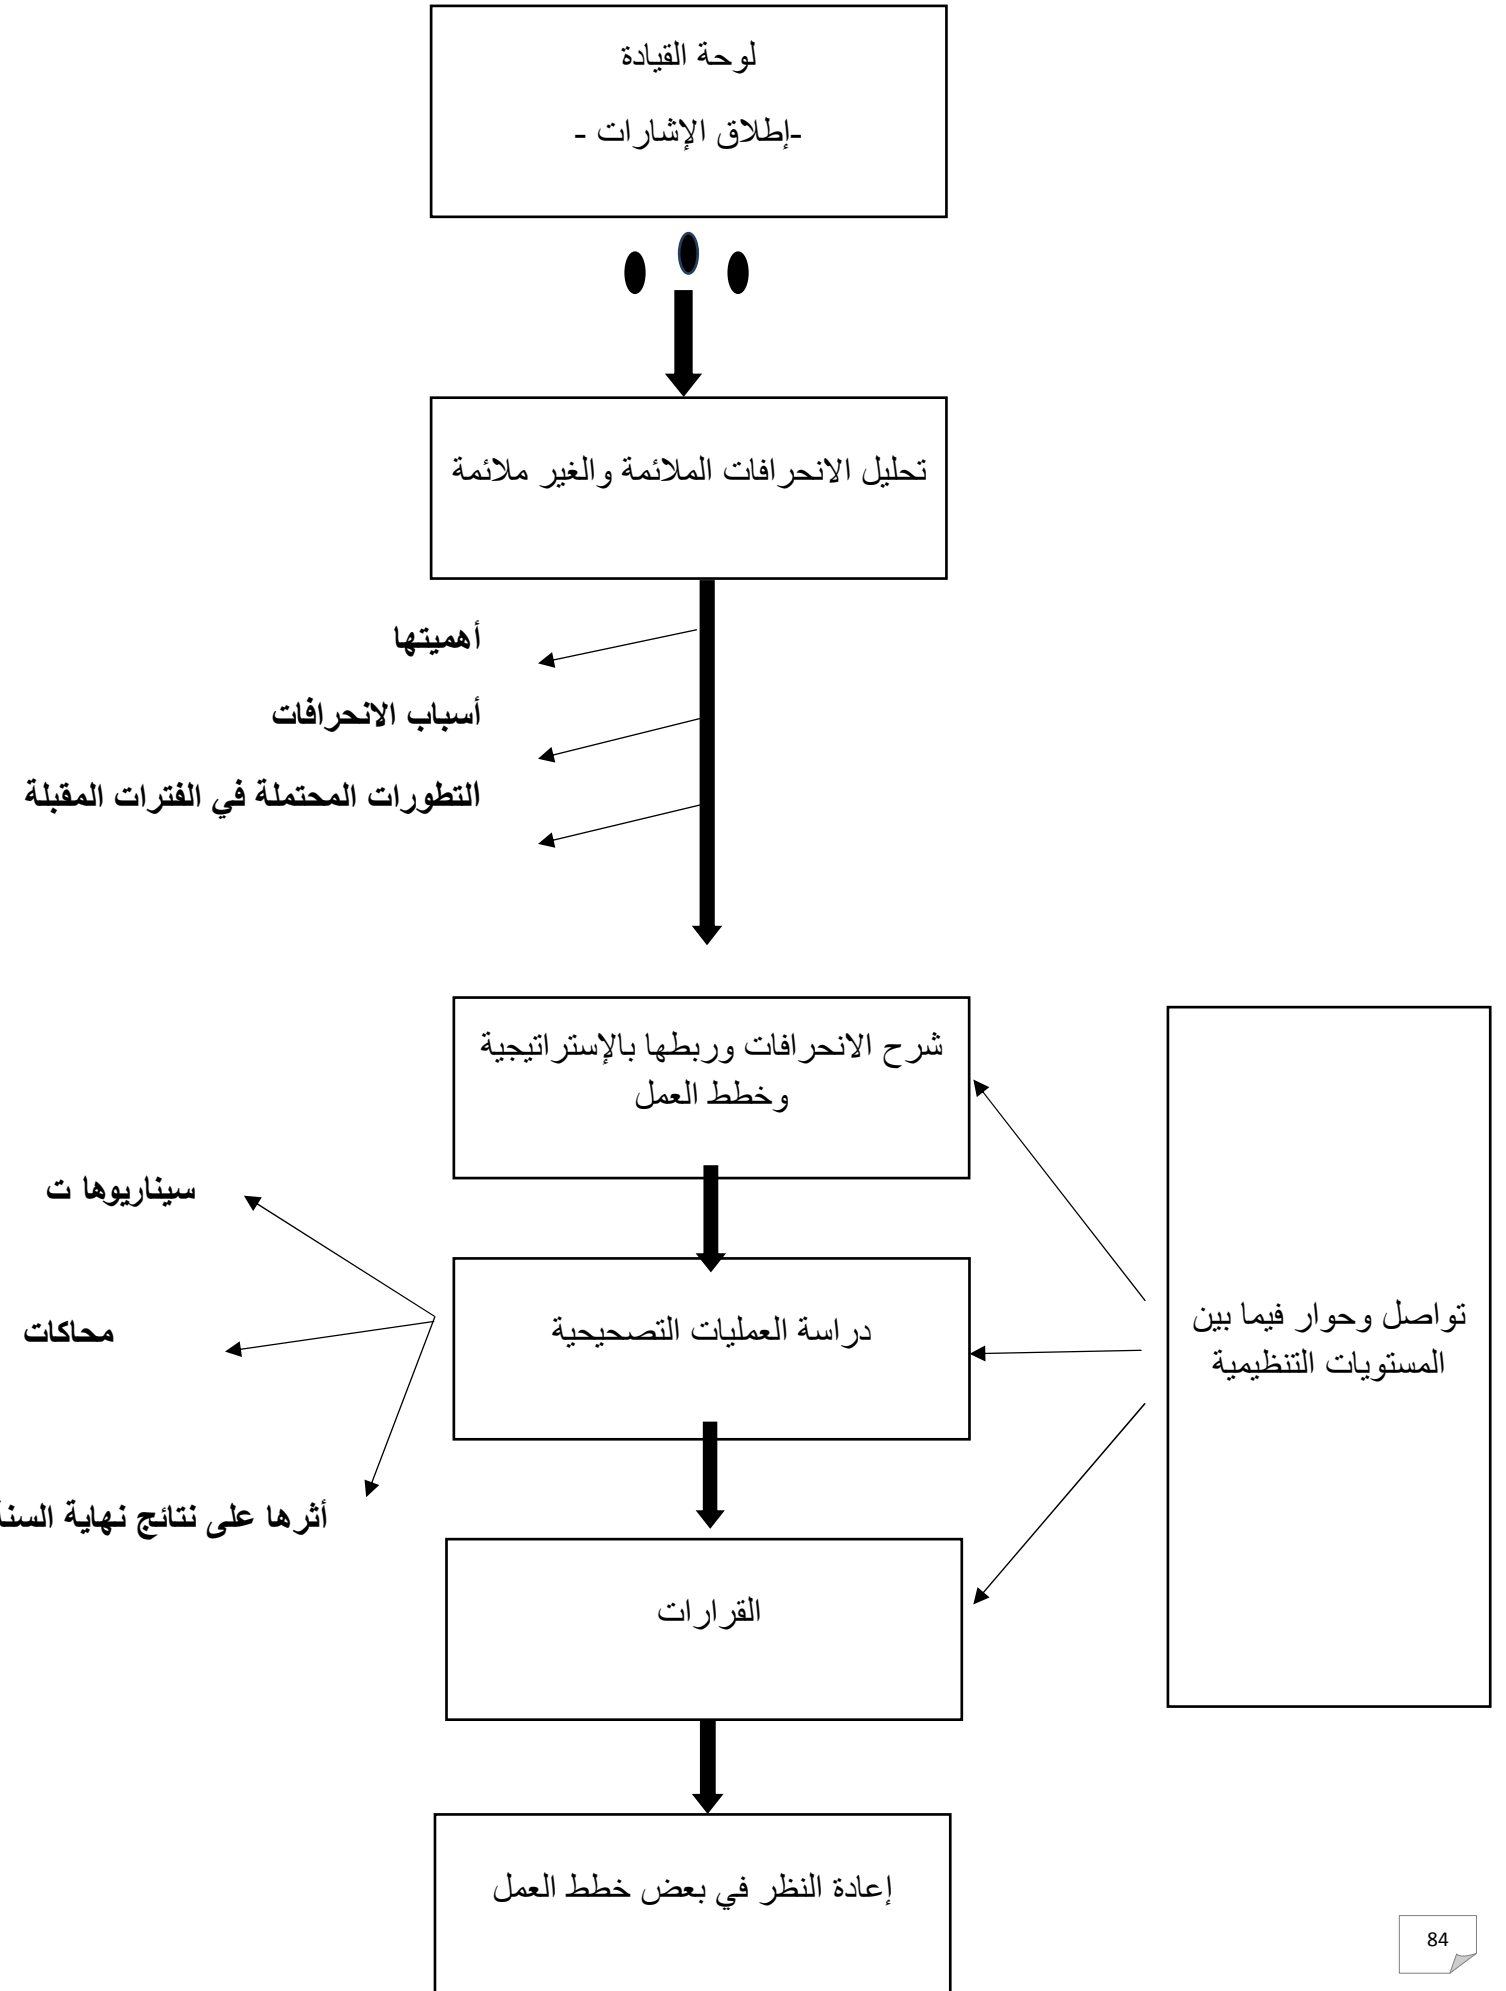 لوحة القيادة
-إطلاق الإشارات -
تحليل الانحرافات الملائمة والغير ملائمة
أهميتها
أسباب الانحرافات
التطورات المحتملة في الفترات المقبلة
شرح الانحرافات وربطها بالإستراتيجية
وخطط العمل
سيناريوها ت
دراسة العمليات التصحيحية
محاكات
تواصل وحوار فيما بين
المستويات التنظيمية
أثرها على نتائج نهاية السنة
القرارات
إعادة النظر في بعض خطط العمل
84